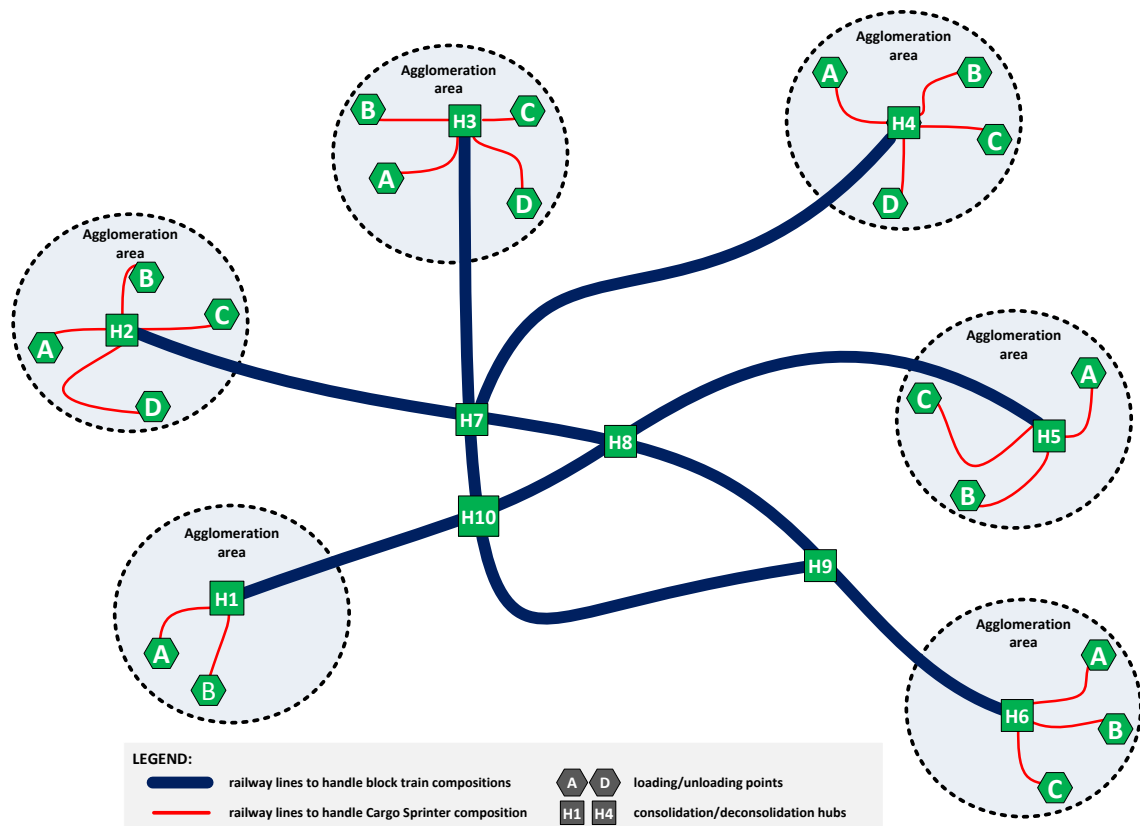 Agglomeration
area
A
B
H4
C
D
Agglomeration
area
B
H3
C
A
D
Agglomeration
area
B
H2
C
A
D
Agglomeration
area
A
C
H5
B
H7
H8
H10
H9
Agglomeration
area
H1
A
B
Agglomeration
area
A
H6
B
C
LEGEND:
railway lines to handle block train compositions
A D loading/unloading points
railway lines to handle Cargo Sprinter composition
H1 H4 consolidation/deconsolidation hubs